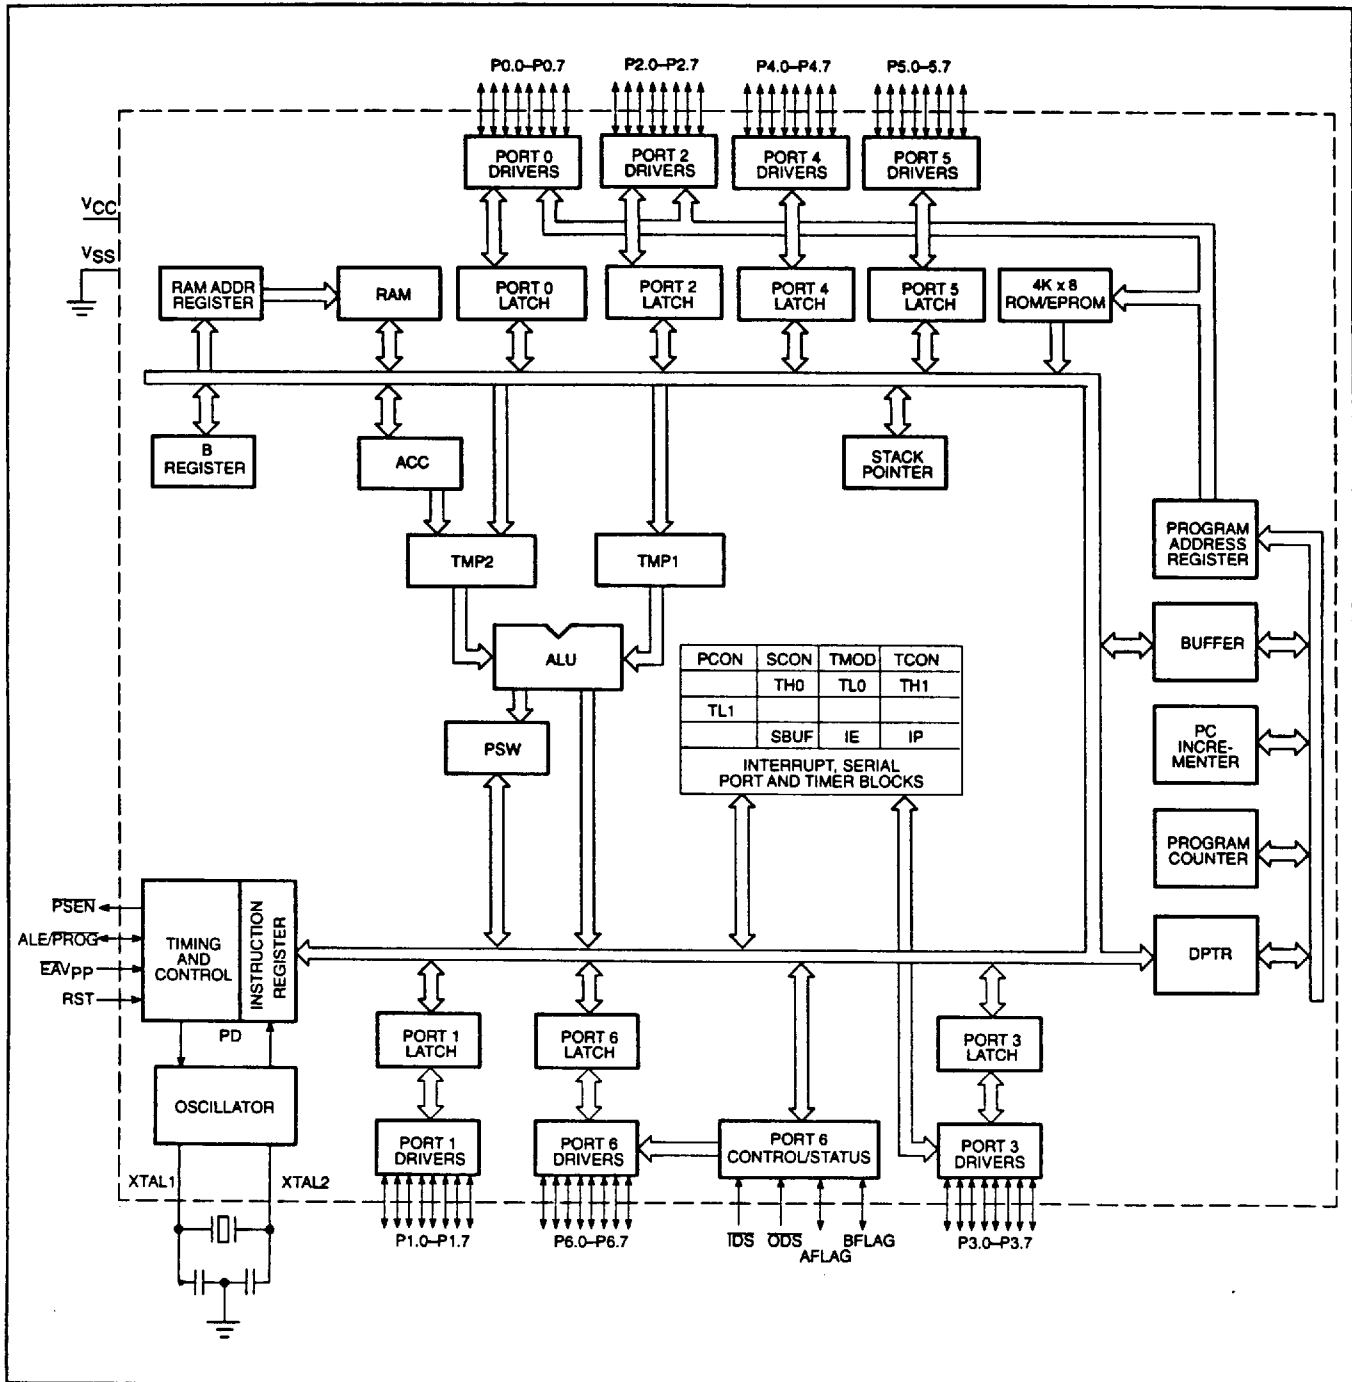 P0.0–P0.7
P2.0–P2.7
P4.0–P4.7
P5.0–5.7
PORT 0
DRIVERS
PORT 2
DRIVERS
PORT 4
DRIVERS
PORT 5
DRIVERS
VCC
VSS
RAM ADDR
REGISTER
RAM
PORT 0
LATCH
PORT 2
LATCH
PORT 4
LATCH
PORT 5
LATCH
4K x 8
ROM/EPROM
B
REGISTER
ACC
STACK
POINTER
TMP2
TMP1
PROGRAM
ADDRESS
REGISTER
ALU
BUFFER
PCON SCON TMOD TCON
TH0 TL0 TH1
TL1
SBUF IE IP
INTERRUPT, SERIAL
PORT AND TIMER BLOCKS
PSW
PC
INCRE-
MENTER
PROGRAM
COUNTER
PSEN
ALE/PROG
EAVPP
RST
TIMING
AND
CONTROL
INSTRUCTION
REGISTER
DPTR
PD
OSCILLATOR
PORT 1
LATCH
PORT 6
LATCH
PORT 3
LATCH
PORT 1
DRIVERS
PORT 6
DRIVERS
PORT 6
CONTROL/STATUS
PORT 3
DRIVERS
XTAL1
XTAL2
P1.0–P1.7
P6.0–P6.7
IDS
ODS
AFLAG
BFLAG
P3.0–P3.7